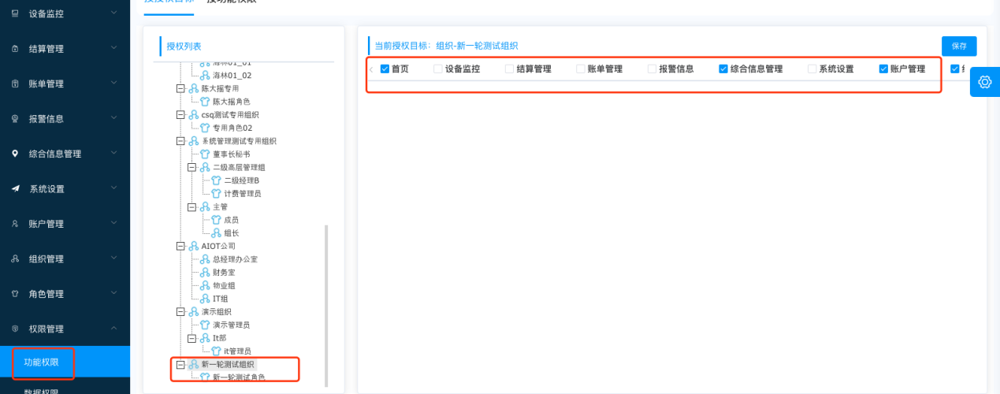 设备监控
结算管理
账单管理
报警信息
综合信息管理
系统设置
账户管理
组织管理
角色管理
权限管理
功能权限
数据权限
按授权目标 按功能权限
授权列表
海林01_01
海林01_02
陈大摇专用
陈大摇角色
csq测试专用组织
专用角色02
系统管理测试专用组织
董事长秘书
二级高层管理组
二级经理B
计费管理员
主管
成员
组长
AIOT公司
总经理办公室
财务室
物业组
IT组
演示组织
演示管理员
It部
it管理员
新一轮测试组织
新一轮测试角色
当前授权目标：组织-新一轮测试组织
保存
首页 设备监控 结算管理 账单管理 报警信息 综合信息管理 系统设置 账户管理